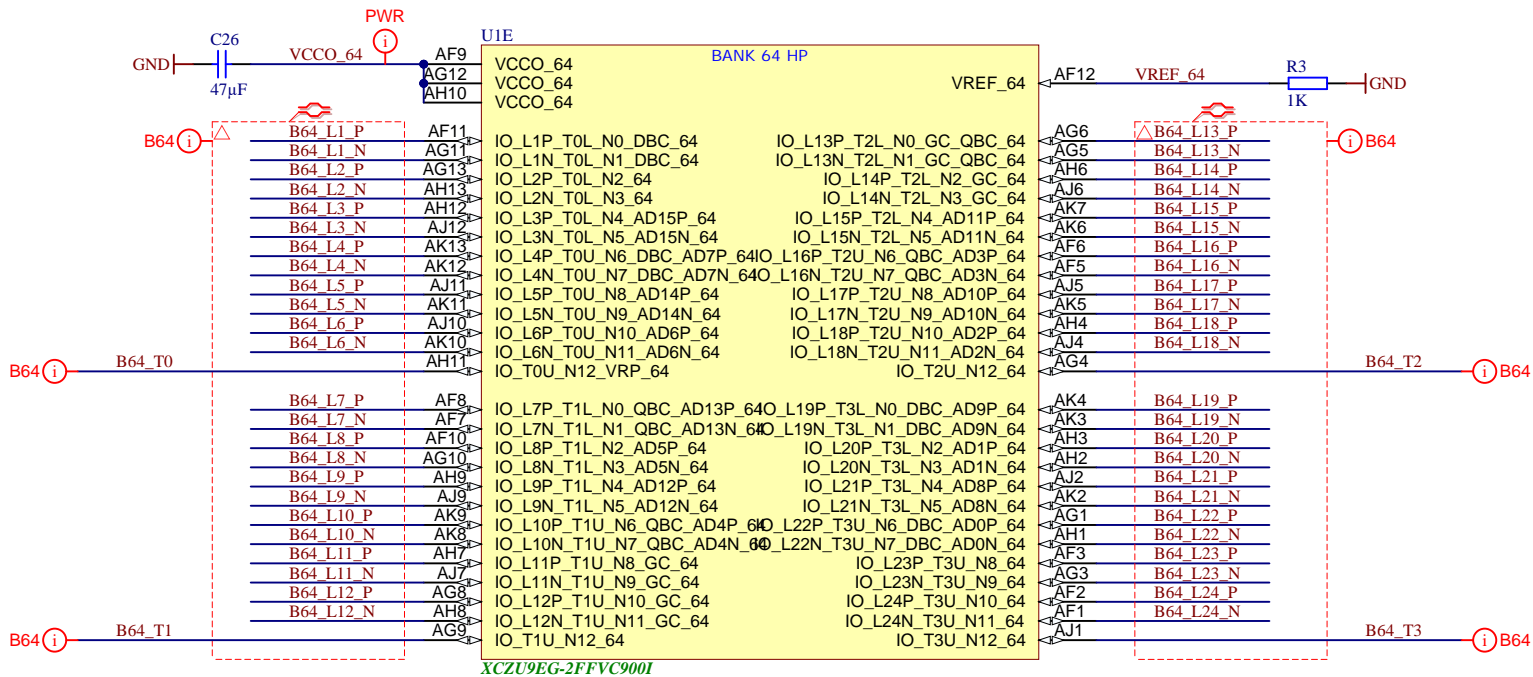 PWR
C26
GND
47µF
VCCO_64
U1E
BANK 64 HP
AF9 VCCO_64
AG12 VCCO_64
AH10 VCCO_64
VREF_64 AF12 VREF_64
R3
1K
GND
B64
B64
B64_L1_P AF11 IO_L1P_T0L_N0_DBC_64 IO_L13P_T2L_N0_GC_QBC_64 AG6 B64_L13_P
B64_L1_N AG11 IO_L1N_T0L_N1_DBC_64 IO_L13N_T2L_N1_GC_QBC_64 AG5 B64_L13_N
B64_L2_P AG13 IO_L2P_T0L_N2_64 IO_L14P_T2L_N2_GC_64 AH6 B64_L14_P
B64_L2_N AH13 IO_L2N_T0L_N3_64 IO_L14N_T2L_N3_GC_64 AJ6 B64_L14_N
B64_L3_P AH12 IO_L3P_T0L_N4_AD15P_64 IO_L15P_T2L_N4_AD11P_64 AK7 B64_L15_P
B64_L3_N AJ12 IO_L3N_T0L_N5_AD15N_64 IO_L15N_T2L_N5_AD11N_64 AK6 B64_L15_N
B64_L4_P AK13 IO_L4P_T0U_N6_DBC_AD7P_64 IO_L16P_T2U_N6_QBC_AD3P_64 AF6 B64_L16_P
B64_L4_N AK12 IO_L4N_T0U_N7_DBC_AD7N_64 IO_L16N_T2U_N7_QBC_AD3N_64 AF5 B64_L16_N
B64_L5_P AJ11 IO_L5P_T0U_N8_AD14P_64 IO_L17P_T2U_N8_AD10P_64 AJ5 B64_L17_P
B64_L5_N AK11 IO_L5N_T0U_N9_AD14N_64 IO_L17N_T2U_N9_AD10N_64 AK5 B64_L17_N
B64_L6_P AJ10 IO_L6P_T0U_N10_AD6P_64 IO_L18P_T2U_N10_AD2P_64 AH4 B64_L18_P
B64_L6_N AK10 IO_L6N_T0U_N11_AD6N_64 IO_L18N_T2U_N11_AD2N_64 AJ4 B64_L18_N
B64 B64_T0 AH11 IO_T0U_N12_VRP_64 IO_T2U_N12_64 AG4 B64_T2 B64
B64_L7_P AF8 IO_L7P_T1L_N0_QBC_AD13P_64 IO_L19P_T3L_N0_DBC_AD9P_64 AK4 B64_L19_P
B64_L7_N AF7 IO_L7N_T1L_N1_QBC_AD13N_64 IO_L19N_T3L_N1_DBC_AD9N_64 AK3 B64_L19_N
B64_L8_P AF10 IO_L8P_T1L_N2_AD5P_64 IO_L20P_T3L_N2_AD1P_64 AH3 B64_L20_P
B64_L8_N AG10 IO_L8N_T1L_N3_AD5N_64 IO_L20N_T3L_N3_AD1N_64 AH2 B64_L20_N
B64_L9_P AH9 IO_L9P_T1L_N4_AD12P_64 IO_L21P_T3L_N4_AD8P_64 AJ2 B64_L21_P
B64_L9_N AJ9 IO_L9N_T1L_N5_AD12N_64 IO_L21N_T3L_N5_AD8N_64 AK2 B64_L21_N
B64_L10_P AK9 IO_L10P_T1U_N6_QBC_AD4P_64 IO_L22P_T3U_N6_DBC_AD0P_64 AG1 B64_L22_P
B64_L10_N AK8 IO_L10N_T1U_N7_QBC_AD4N_64 IO_L22N_T3U_N7_DBC_AD0N_64 AH1 B64_L22_N
B64_L11_P AH7 IO_L11P_T1U_N8_GC_64 IO_L23P_T3U_N8_64 AF3 B64_L23_P
B64_L11_N AJ7 IO_L11N_T1U_N9_GC_64 IO_L23N_T3U_N9_64 AG3 B64_L23_N
B64_L12_P AG8 IO_L12P_T1U_N10_GC_64 IO_L24P_T3U_N10_64 AF2 B64_L24_P
B64_L12_N AH8 IO_L12N_T1U_N11_GC_64 IO_L24N_T3U_N11_64 AF1 B64_L24_N
B64 B64_T1 AG9 IO_T1U_N12_64 IO_T3U_N12_64 AJ1 B64_T3 B64
XCZU9EG-2FFVC900I